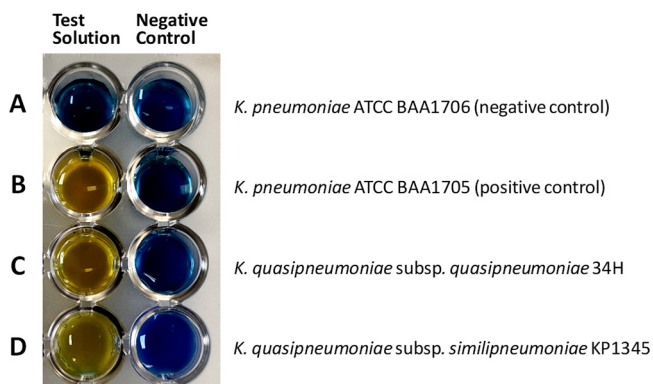 Test Negative
Solution Control
A K. pneumoniae ATCC BAA1706 (negative control)
B K. pneumoniae ATCC BAA1705 (positive control)
C K. quasipneumoniae subsp. quasipneumoniae 34H
D K. quasipneumoniae subsp. similipneumoniae KP1345